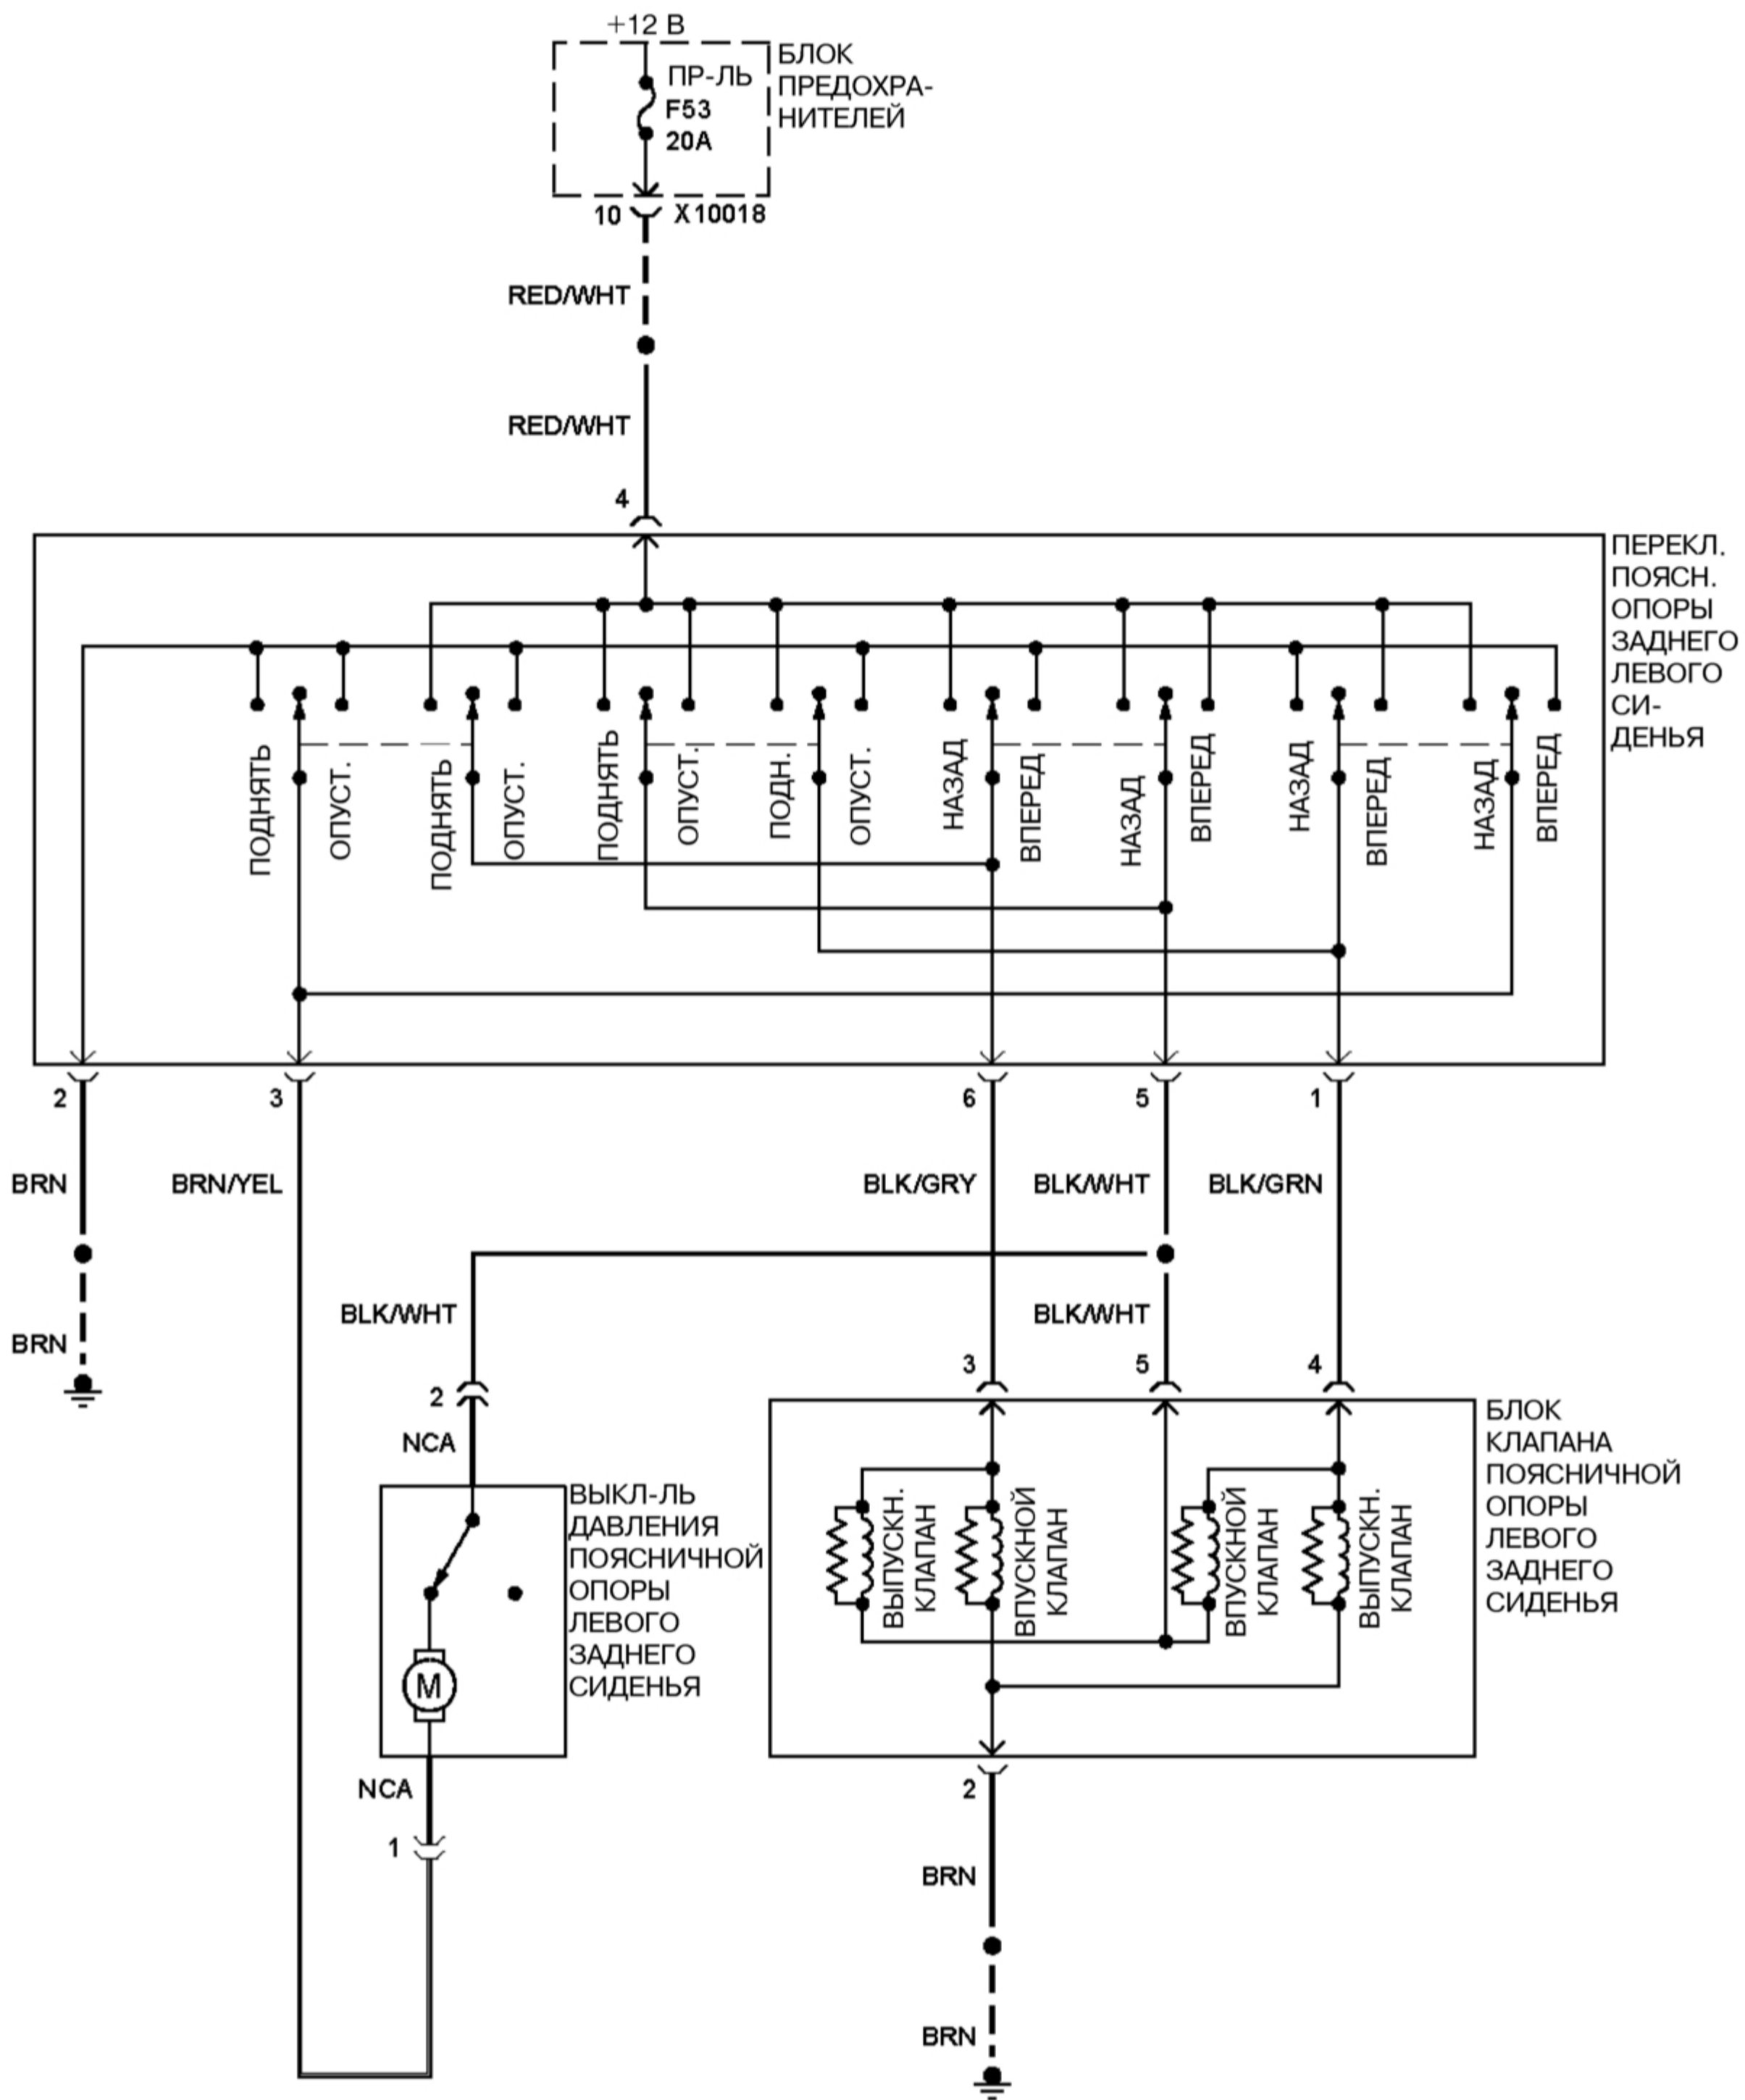 +12 В
ПР-ЛЬ
F53
20A
БЛОК
ПРЕДОХРА-
НИТЕЛЕЙ
10
X10018
RED/WHT
RED/WHT
4
ПЕРЕКЛ.
ПОЯСН.
ОПОРЫ
ЗАДНЕГО
ЛЕВОГО
СИ-
ДЕНЬЯ
ПОДНЯТЬ
ОПУСТ.
ПОДНЯТЬ
ОПУСТ.
ПОДНЯТЬ
ОПУСТ.
ПОДН.
ОПУСТ.
НАЗАД
ВПЕРЕД
НАЗАД
ВПЕРЕД
НАЗАД
ВПЕРЕД
НАЗАД
ВПЕРЕД
2
3
6
5
1
BRN
BRN/YEL
BLK/GRY
BLK/WHT
BLK/GRN
BRN
BLK/WHT
BLK/WHT
2
3
5
4
NCA
ВЫКЛ-ЛЬ
ДАВЛЕНИЯ
ПОЯСНИЧНОЙ
ОПОРЫ
ЛЕВОГО
ЗАДНЕГО
СИДЕНЬЯ
M
ВЫПУСКН.
КЛАПАН
ВПУСКНОЙ
КЛАПАН
ВПУСКНОЙ
КЛАПАН
ВЫПУСКН.
КЛАПАН
БЛОК
КЛАПАНА
ПОЯСНИЧНОЙ
ОПОРЫ
ЛЕВОГО
ЗАДНЕГО
СИДЕНЬЯ
NCA
1
2
BRN
BRN